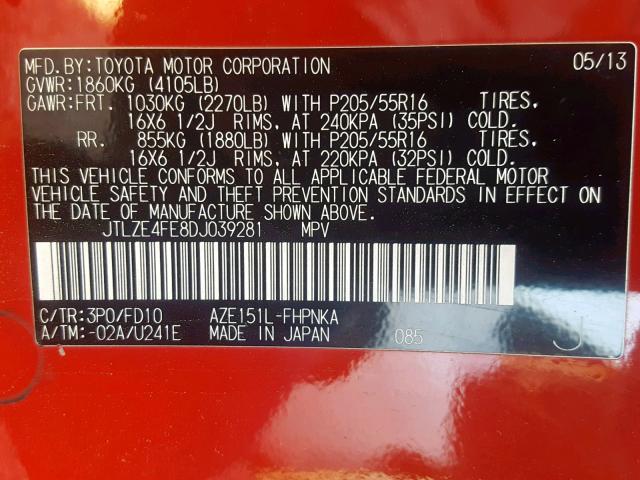 MFD.BY:TOYOTA MOTOR CORPORATION 05/13
GVWR:1860KG (4105LB)
GAWR:FRT. 1030KG (2270LB) WITH P205/55R16 TIRES,
16X6 1/2J RIMS, AT 240KPA (35PSI) COLD.
RR. 855KG (1880LB) WITH P205/55R16 TIRES,
16X6 1/2J RIMS, AT 220KPA (32PSI) COLD.
THIS VEHICLE CONFORMS TO ALL APPLICABLE FEDERAL MOTOR
VEHICLE SAFETY AND THEFT PREVENTION STANDARDS IN EFFECT ON
THE DATE OF MANUFACTURE SHOWN ABOVE.
JTLZE4FE8DJ039281 MPV
C/TR:3P0/FD10 AZE151L-FHPNKA
A/TM:-02A/U241E MADE IN JAPAN 085 J